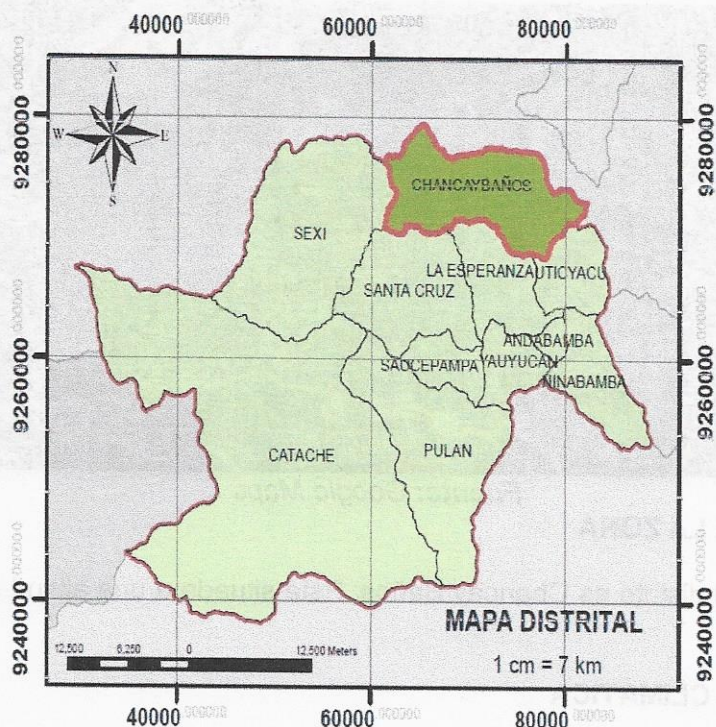 40000 60000 80000
9280000 9280000
N
W E
S
CHANCAYBAÑOS
SEXI
LA ESPERANZA UTICYACU
SANTA CRUZ
ANDABAMBA
9260000 SAUCEPAMPA YAUYUCAN 9260000
NINABAMBA
CATACHE PULAN
9240000 9240000
MAPA DISTRITAL
12,500 6,250 0 12,500 Meters
1 cm = 7 km
40000 60000 80000